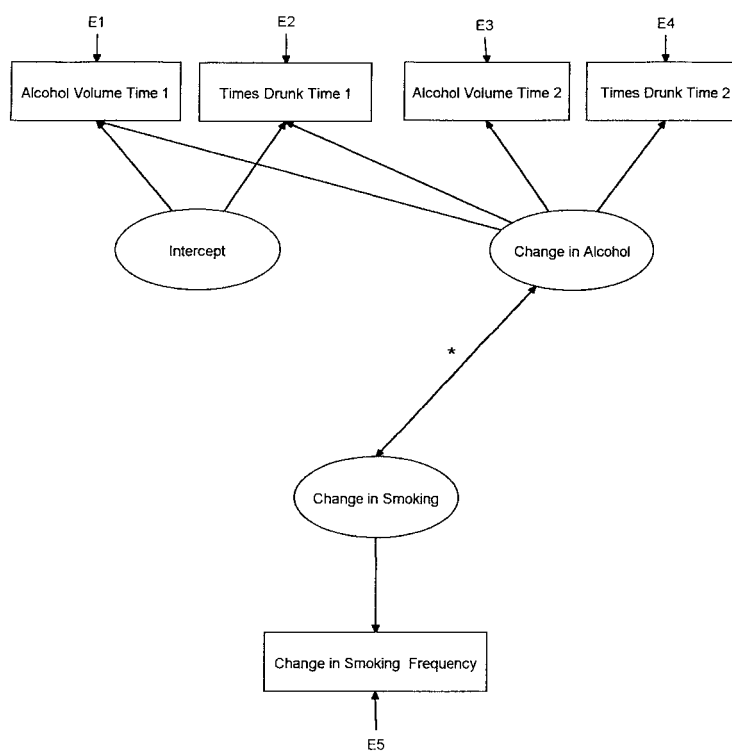 E1
E2
E3
E4
Alcohol Volume Time 1
Times Drunk Time 1
Alcohol Volume Time 2
Times Drunk Time 2
Intercept
Change in Alcohol
*
Change in Smoking
Change in Smoking Frequency
E5